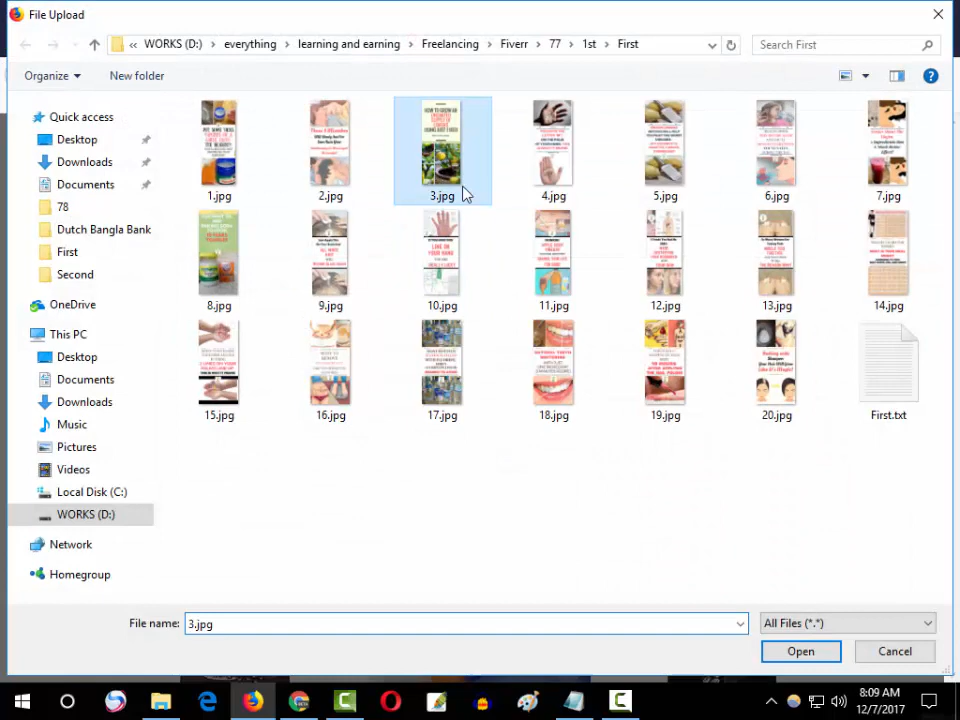 File Upload
« WORKS (D:) › everything › learning and earning › Freelancing › Fiverr › 77 › 1st › First
Search First
Organize
New folder
Quick access
Desktop
Downloads
Documents
78
Dutch Bangla Bank
First
Second
OneDrive
This PC
Desktop
Documents
Downloads
Music
Pictures
Videos
Local Disk (C:)
WORKS (D:)
Network
Homegroup
1.jpg
2.jpg
3.jpg
4.jpg
5.jpg
6.jpg
7.jpg
8.jpg
9.jpg
10.jpg
11.jpg
12.jpg
13.jpg
14.jpg
15.jpg
16.jpg
17.jpg
18.jpg
19.jpg
20.jpg
First.txt
File name:
3.jpg
All Files (*.*)
Open
Cancel
8:09 AM
12/7/2017